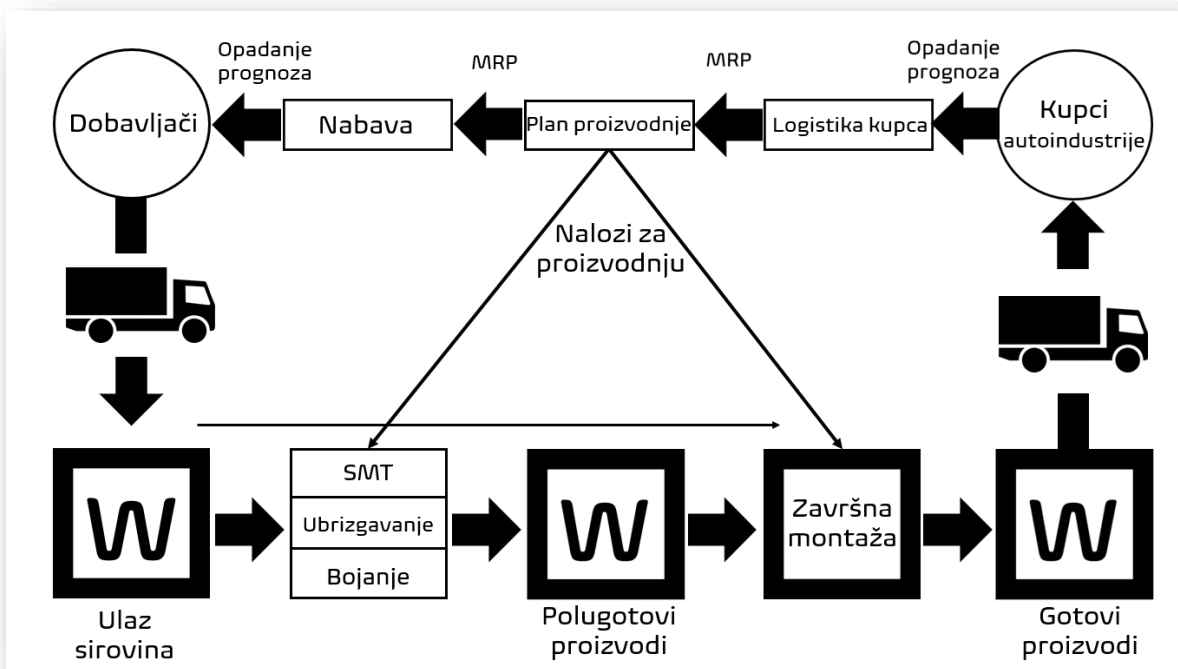 Opadanje
prognoza
MRP
MRP
Opadanje
prognoza
Dobavljači
Nabava
Plan proizvodnje
Logistika kupca
Kupci
autoindustrije
Nalozi za
proizvodnju
W
SMT
Ubrizgavanje
Bojanje
W
Završna
montaža
W
Ulaz
sirovina
Polugotovi
proizvodi
Gotovi
proizvodi